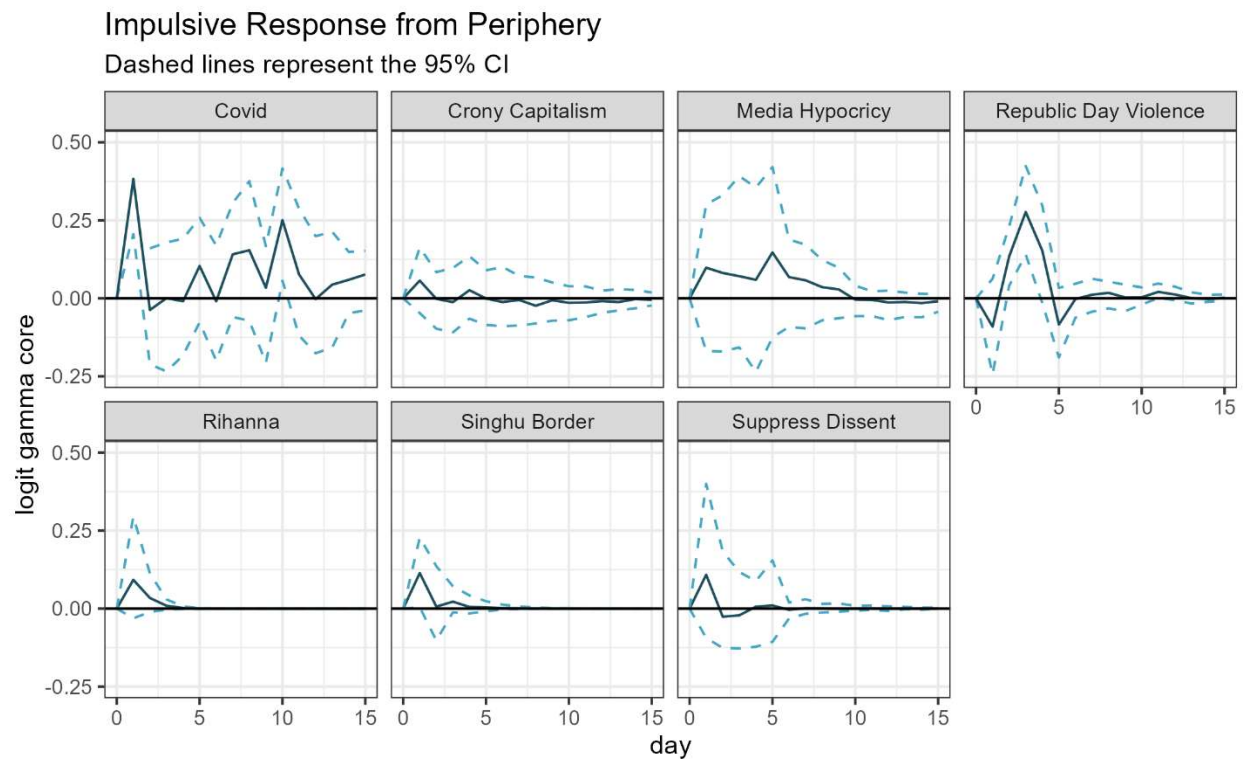 Impulsive Response from Periphery
Dashed lines represent the 95% CI
Covid
Crony Capitalism
Media Hypocricy
Republic Day Violence
0.50
0.25
0.00
-0.25
0 5 10 15
Rihanna
Singhu Border
Suppress Dissent
0.50
0.25
0.00
-0.25
0 5 10 15 0 5 10 15 0 5 10 15
logit gamma core
day